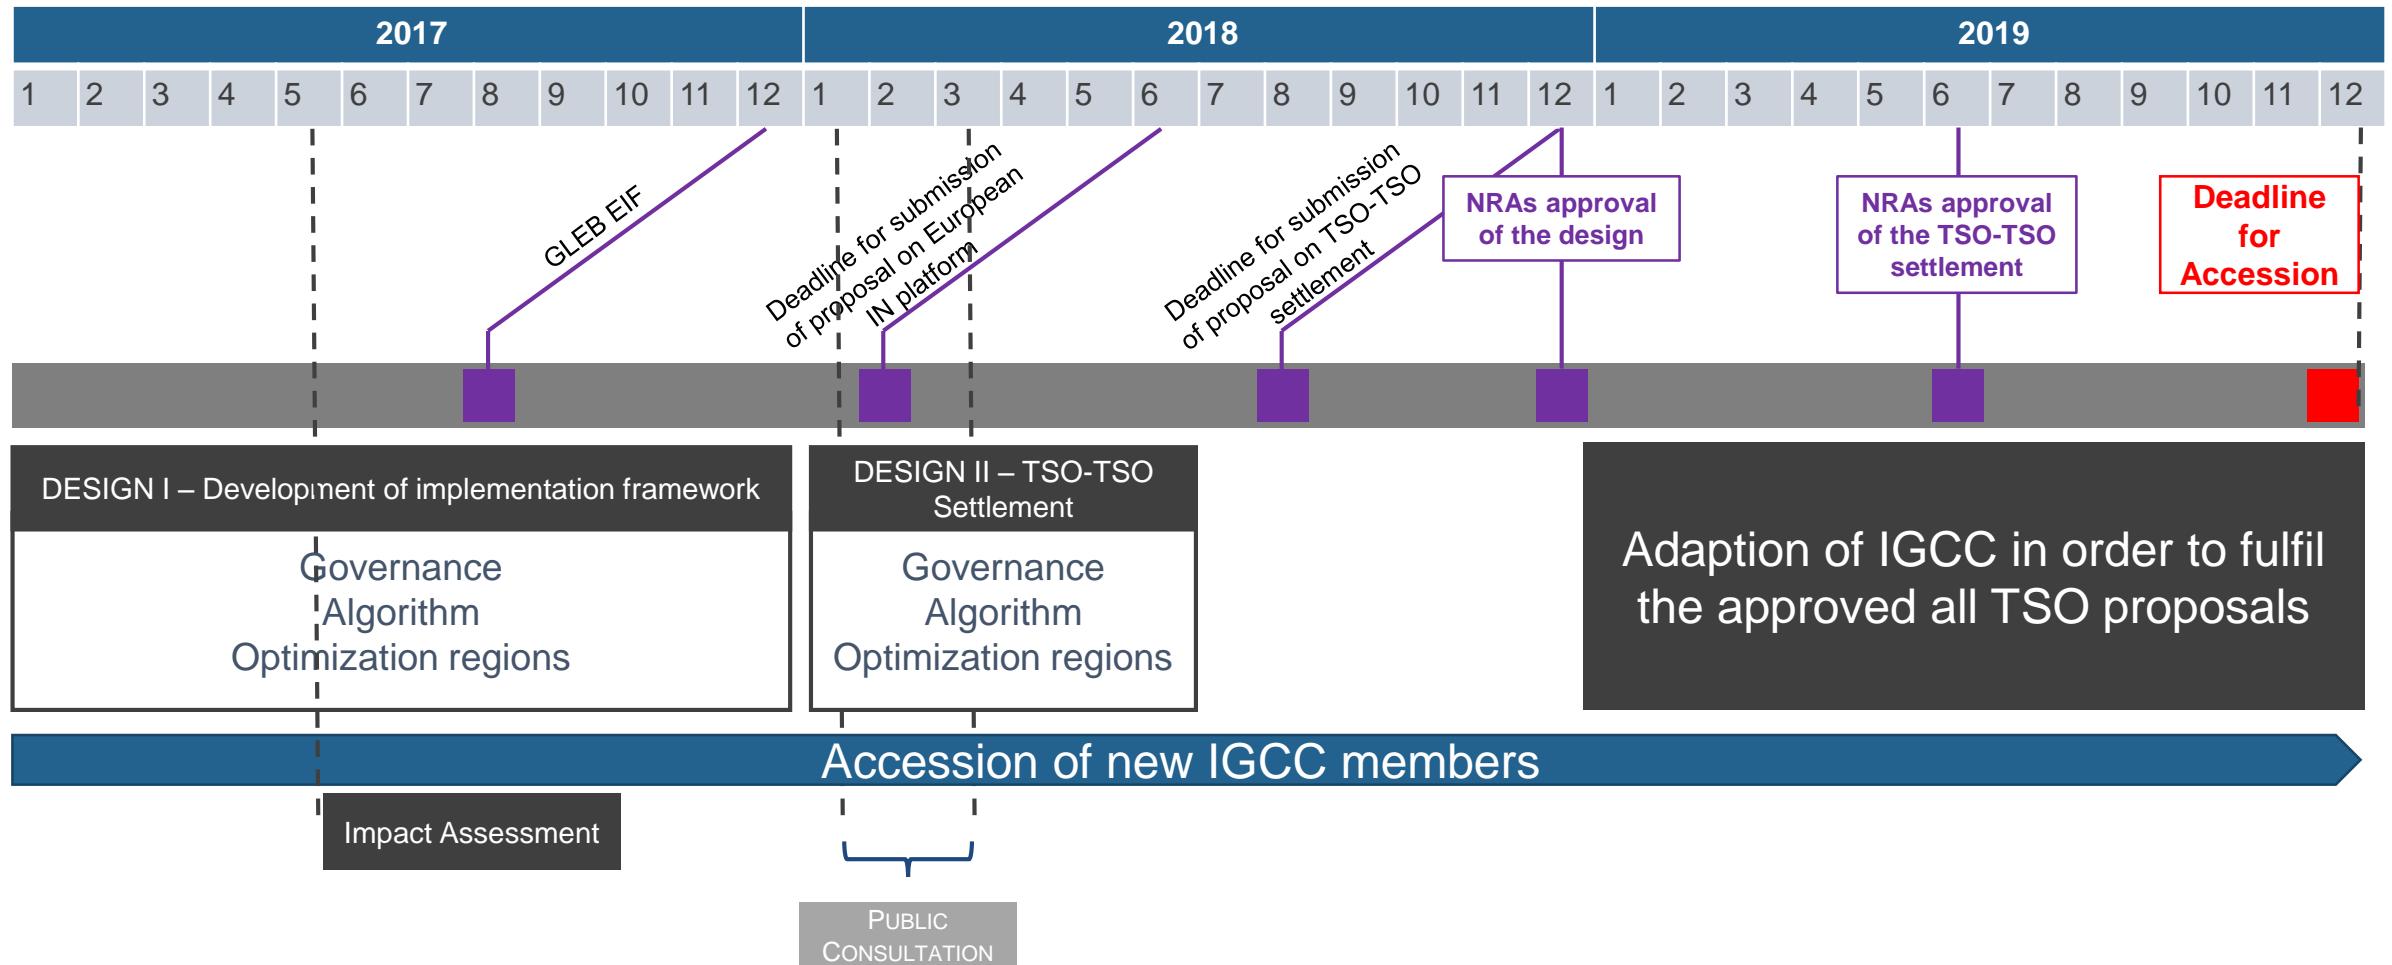 2017 2018 2019
1 2 3 4 5 6 7 8 9 10 11 12 1 2 3 4 5 6 7 8 9 10 11 12 1 2 3 4 5 6 7 8 9 10 11 12
GLEB EIF
Deadline for submission
of proposal on European
IN platform
Deadline for submission
of proposal on TSO-TSO
settlement
NRAs approval
of the design
NRAs approval
of the TSO-TSO
settlement
Deadline
for
Accession
DESIGN I – Development of implementation framework
Governance
Algorithm
Optimization regions
DESIGN II – TSO-TSO
Settlement
Governance
Algorithm
Optimization regions
Adaption of IGCC in order to fulfil
the approved all TSO proposals
Accession of new IGCC members
Impact Assessment
PUBLIC
CONSULTATION